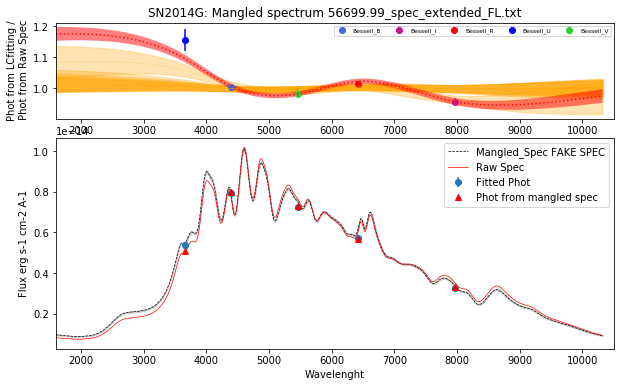 SN2014G: Mangled spectrum 56699.99_spec_extended_FL.txt
Phot from LCfitting /
Phot from Raw Spec
1.2
1.1
1.0
Bessell_B
Bessell_I
Bessell_R
Bessell_U
Bessell_V
2000 3000 4000 5000 6000 7000 8000 9000 10000
Flux erg s-1 cm-2 A-1
1.0
0.8
0.6
0.4
0.2
Mangled_Spec FAKE SPEC
Raw Spec
Fitted Phot
Phot from mangled spec
2000 3000 4000 5000 6000 7000 8000 9000 10000
Wavelenght